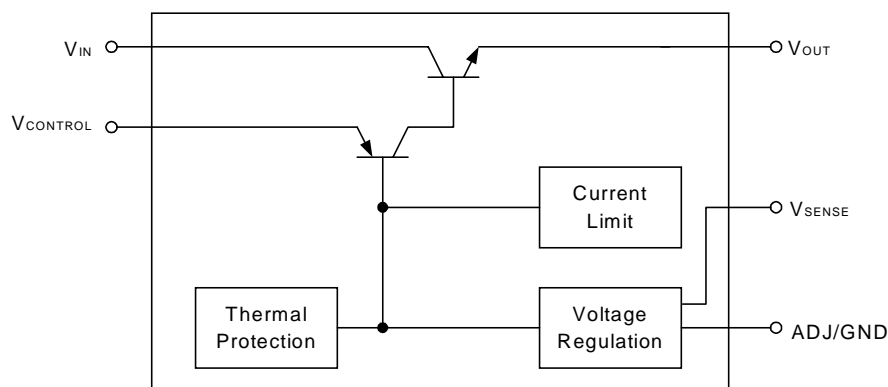 VIN
VOUT
VCONTROL
Current
Limit
VSENSE
Thermal
Protection
Voltage
Regulation
ADJ/GND